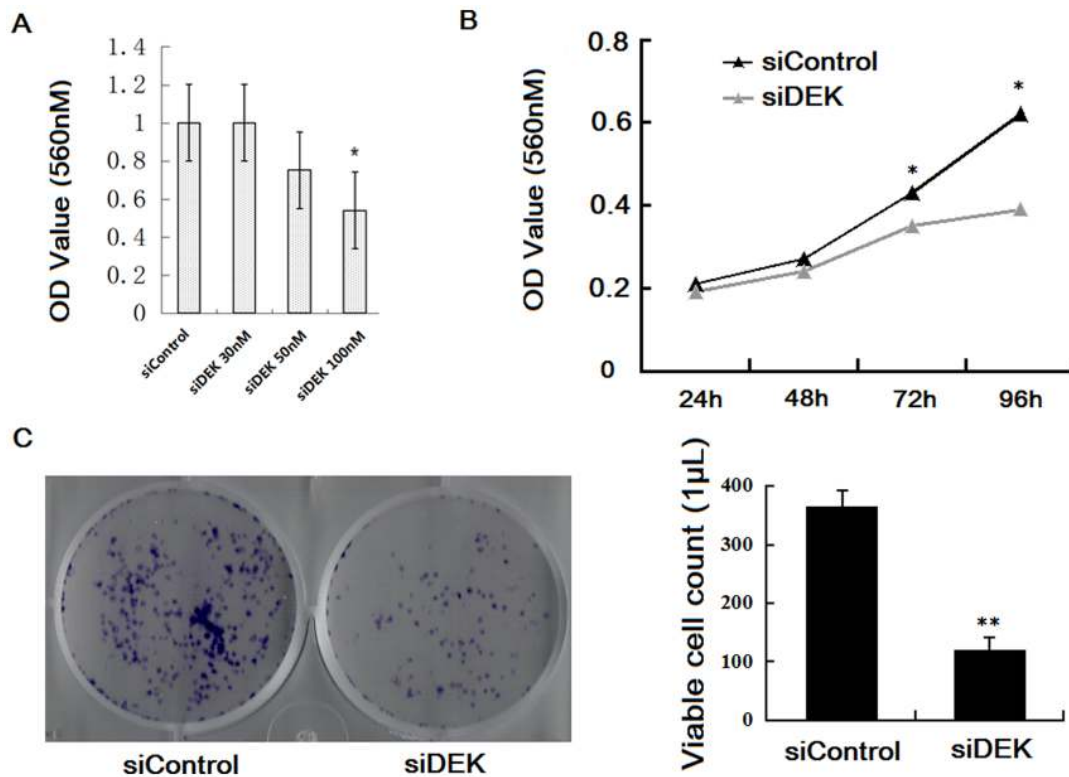 A
OD Value (560nM)
1.4
1.2
1
0.8
0.6
0.4
0.2
0
*
siControl
siDEK 30nM
siDEK 50nM
siDEK 100nM
B
OD Value (560nM)
0.8
0.6
0.4
0.2
0
siControl
siDEK
*
*
24h
48h
72h
96h
C
siControl
siDEK
Viable cell count (1μL)
400
300
200
100
0
**
siControl
siDEK